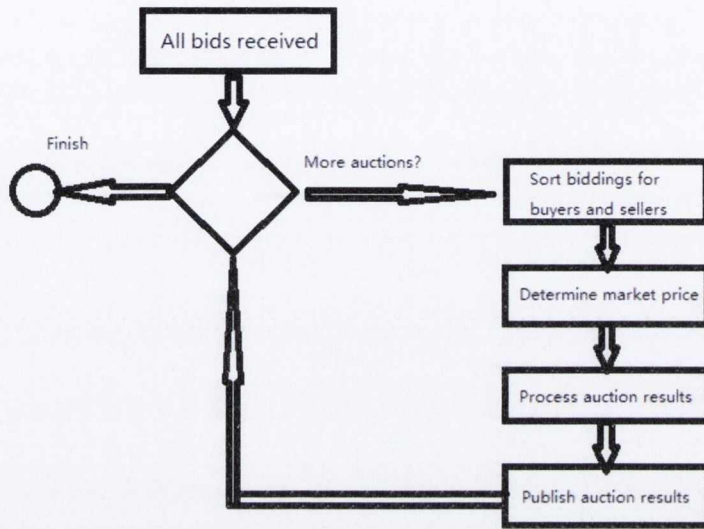 All bids received
Finish
More auctions?
Sort biddings for
buyers and sellers
Determine market price
Process auction results
Publish auction results